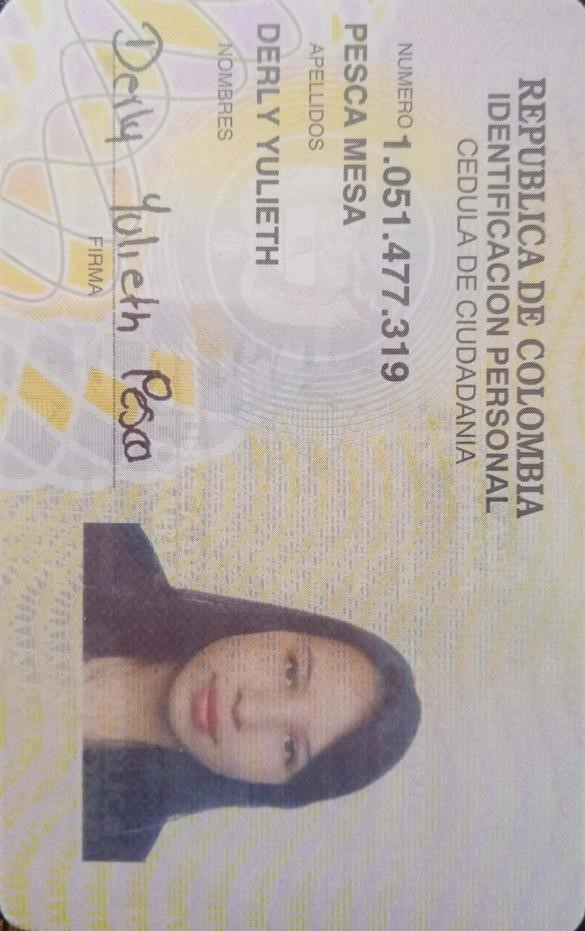 REPUBLICA DE COLOMBIA
IDENTIFICACION PERSONAL
CEDULA DE CIUDADANIA
NUMERO 1.051.477.319
PESCA MESA
APELLIDOS
DERLY YULIETH
NOMBRES
Derly Yulieth Pesca
FIRMA